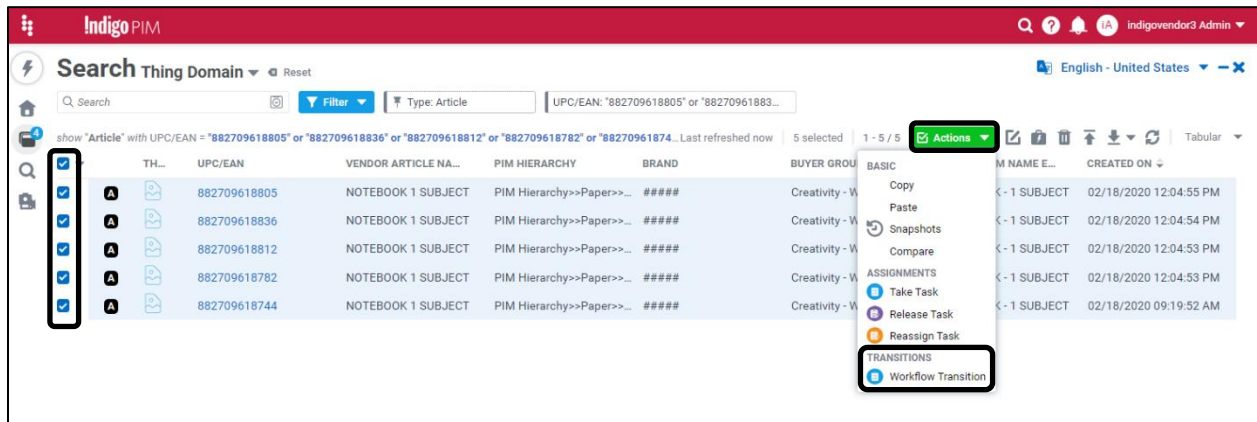 Indigo PIM
iA indigovendor3 Admin
Search Thing Domain Reset
English - United States
Search Filter Type: Article UPC/EAN: "882709618805" or "88270961883...
show "Article" with UPC/EAN = "882709618805" or "882709618836" or "882709618812" or "882709618782" or "88270961874... Last refreshed now 5 selected 1 - 5 / 5 Actions Tabular
4
TH... UPC/EAN VENDOR ARTICLE NA... PIM HIERARCHY BRAND BUYER GROU M NAME E... CREATED ON
A 882709618805 NOTEBOOK 1 SUBJECT PIM Hierarchy>>Paper>>... ##### Creativity - W K - 1 SUBJECT 02/18/2020 12:04:55 PM
A 882709618836 NOTEBOOK 1 SUBJECT PIM Hierarchy>>Paper>>... ##### Creativity - W K - 1 SUBJECT 02/18/2020 12:04:54 PM
A 882709618812 NOTEBOOK 1 SUBJECT PIM Hierarchy>>Paper>>... ##### Creativity - W K - 1 SUBJECT 02/18/2020 12:04:53 PM
A 882709618782 NOTEBOOK 1 SUBJECT PIM Hierarchy>>Paper>>... ##### Creativity - W K - 1 SUBJECT 02/18/2020 12:04:53 PM
A 882709618744 NOTEBOOK 1 SUBJECT PIM Hierarchy>>Paper>>... ##### Creativity - W K - 1 SUBJECT 02/18/2020 09:19:52 AM
BASIC
Copy
Paste
Snapshots
Compare
ASSIGNMENTS
Take Task
Release Task
Reassign Task
TRANSITIONS
Workflow Transition